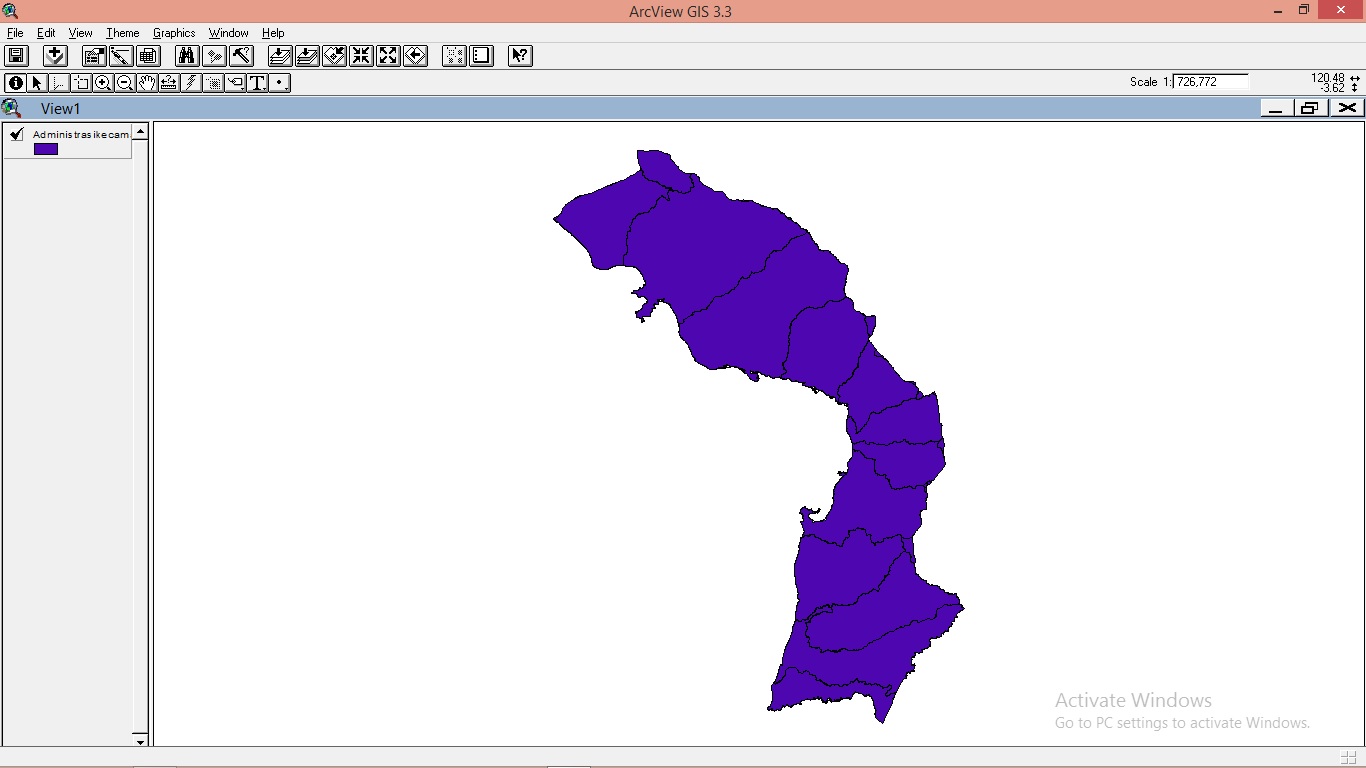 ArcView GIS 3.3
File Edit View Theme Graphics Window Help
Scale 1: 726,772
120.48
-3.62
View1
Administrasikecam
Activate Windows
Go to PC settings to activate Windows.